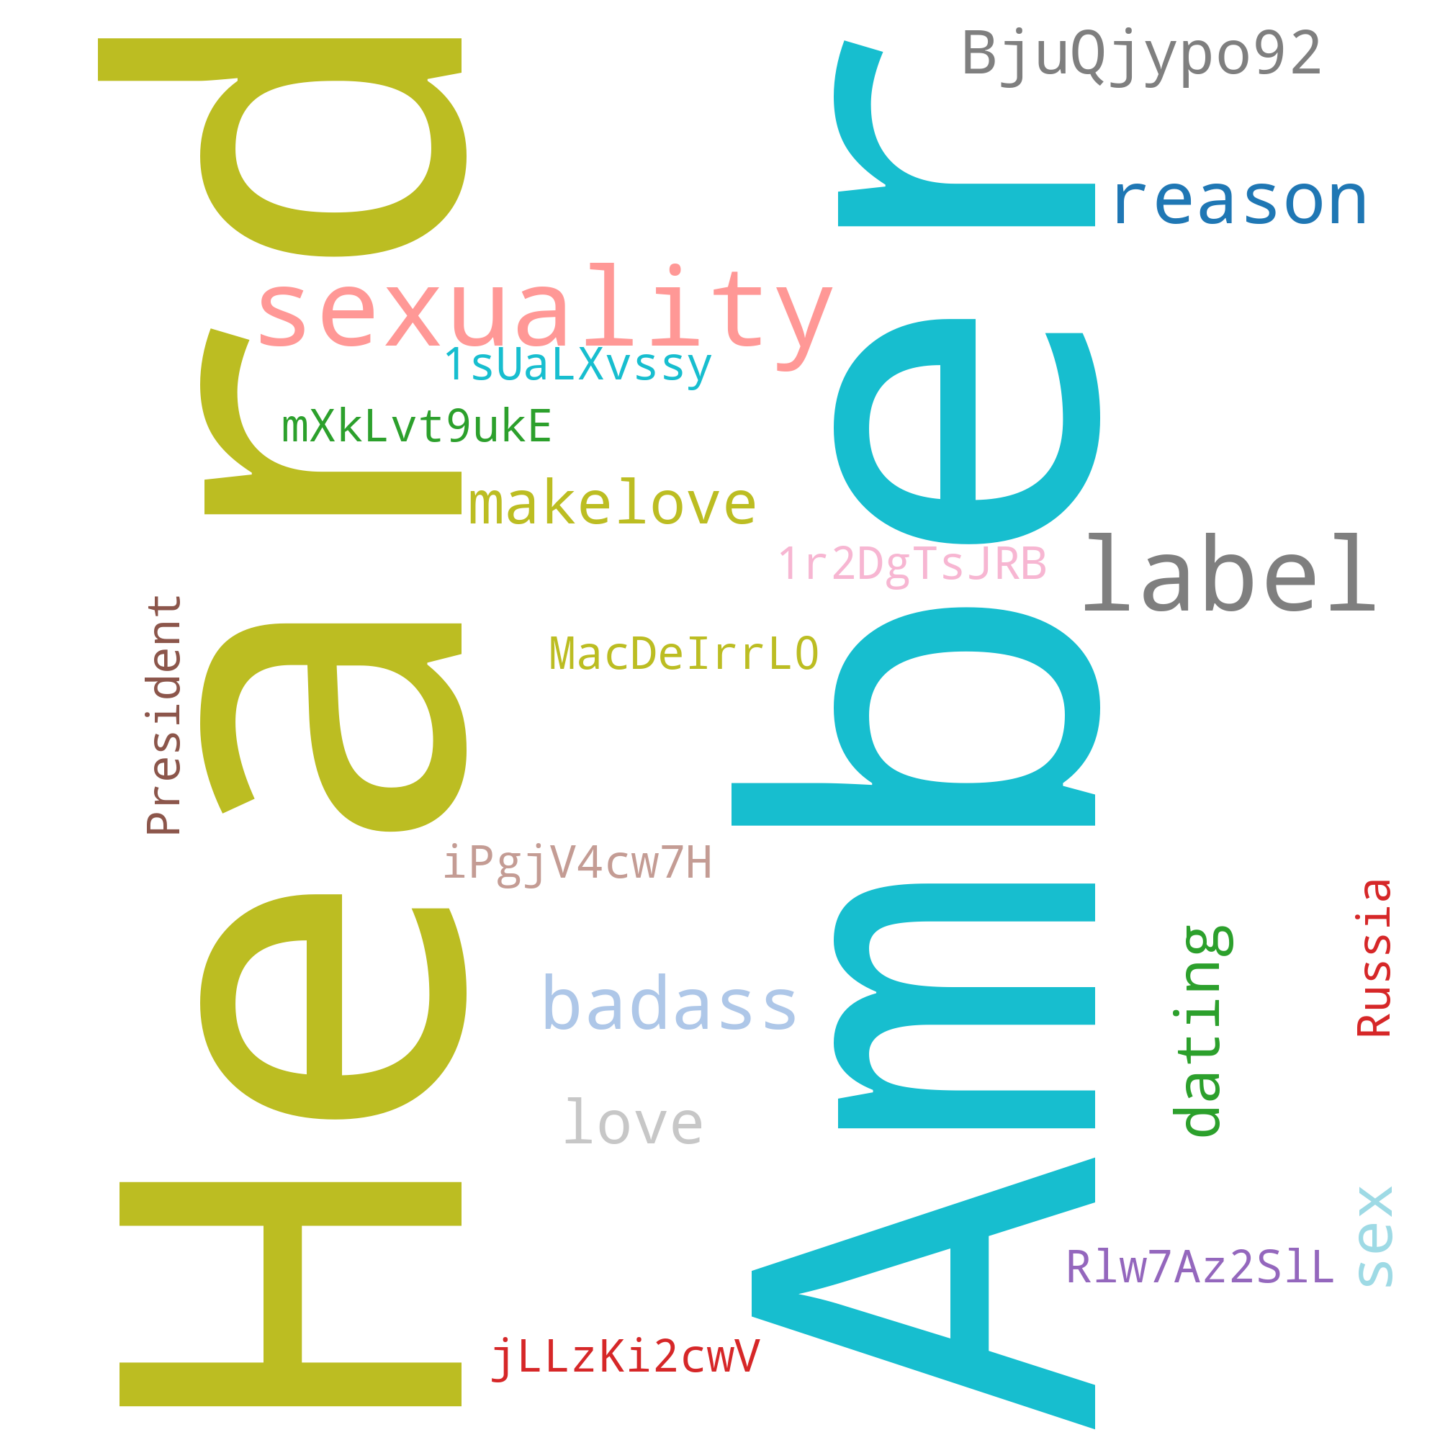 BjuQjypo92
reason
sexuality
1sUaLXvssy
mXkLvt9ukE
makelove
1r2DgTsJRB
label
President
MacDeIrrLO
Heard
Amber
iPgjV4cw7H
badass
Russia
dating
love
Rlw7Az2SlL
sex
jLLzKi2cwV